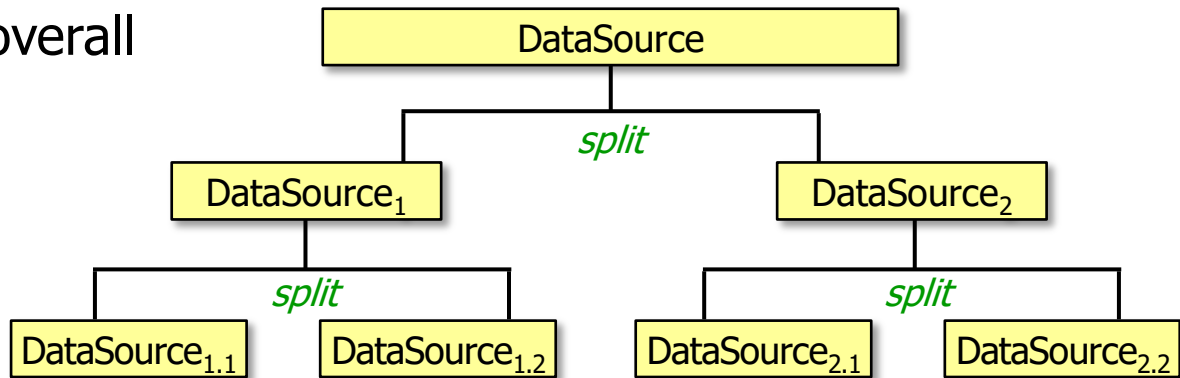 overall
DataSource
split
DataSource₁
DataSource₂
split
split
DataSource₁.₁
DataSource₁.₂
DataSource₂.₁
DataSource₂.₂